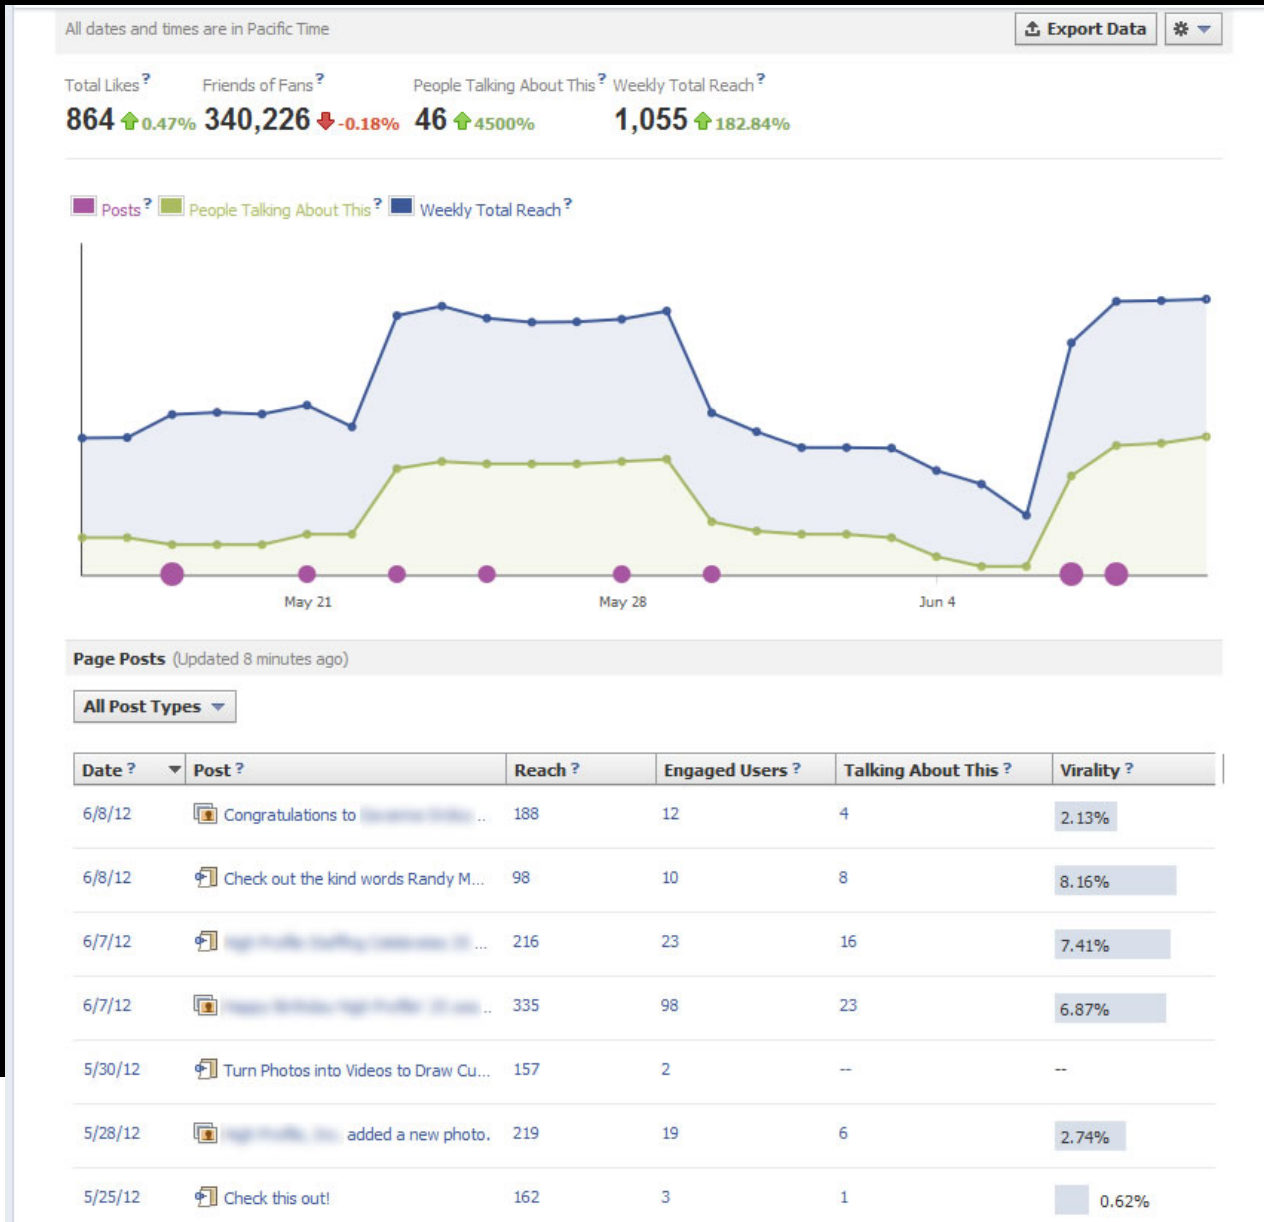 All dates and times are in Pacific Time
Export Data
Total Likes? Friends of Fans? People Talking About This? Weekly Total Reach?
864 0.47% 340,226 -0.18% 46 4500% 1,055 182.84%
Posts? People Talking About This? Weekly Total Reach?
May 21 May 28 Jun 4
Page Posts (Updated 8 minutes ago)
All Post Types
Date ? Post ? Reach ? Engaged Users ? Talking About This ? Virality ?
6/8/12 Congratulations to .. 188 12 4 2.13%
6/8/12 Check out the kind words Randy M... 98 10 8 8.16%
6/7/12 ... 216 23 16 7.41%
6/7/12 .. 335 98 23 6.87%
5/30/12 Turn Photos into Videos to Draw Cu... 157 2 -- --
5/28/12 added a new photo. 219 19 6 2.74%
5/25/12 Check this out! 162 3 1 0.62%